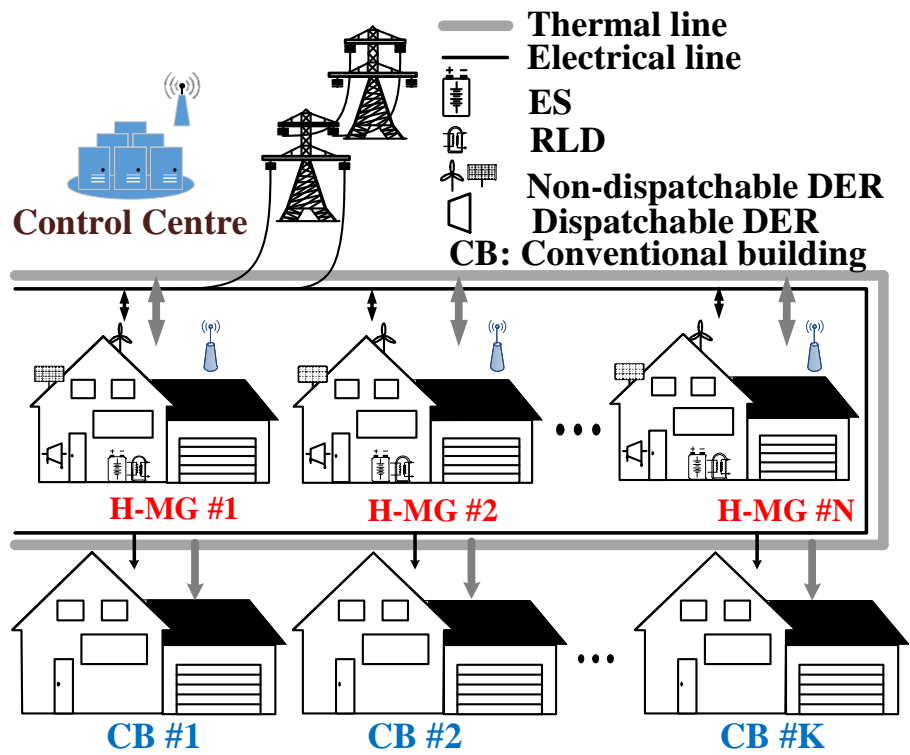 Thermal line
Electrical line
ES
RLD
Non-dispatchable DER
Dispatchable DER
CB: Conventional building
Control Centre
H-MG #1
H-MG #2
H-MG #N
CB #1
CB #2
CB #K